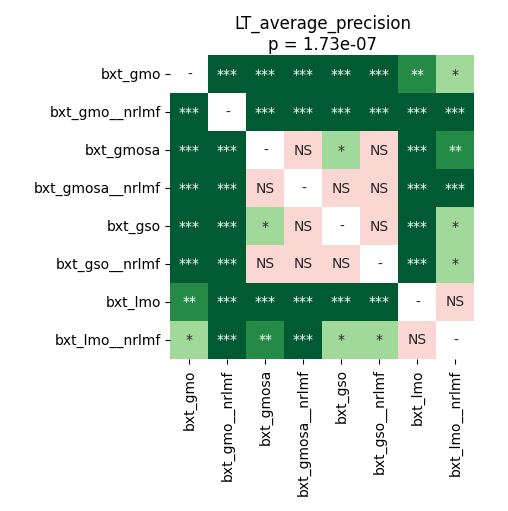 LT_average_precision
p = 1.73e-07
bxt_gmo - *** *** *** *** *** ** *
bxt_gmo__nrlmf *** - *** *** *** *** *** ***
bxt_gmosa *** *** - NS * NS *** **
bxt_gmosa__nrlmf *** *** NS - NS NS *** ***
bxt_gso *** *** * NS - NS *** *
bxt_gso__nrlmf *** *** NS NS NS - *** *
bxt_lmo ** *** *** *** *** *** - NS
bxt_lmo__nrlmf * *** ** *** * * NS -
bxt_gmo
bxt_gmo__nrlmf
bxt_gmosa
bxt_gmosa__nrlmf
bxt_gso
bxt_gso__nrlmf
bxt_lmo
bxt_lmo__nrlmf